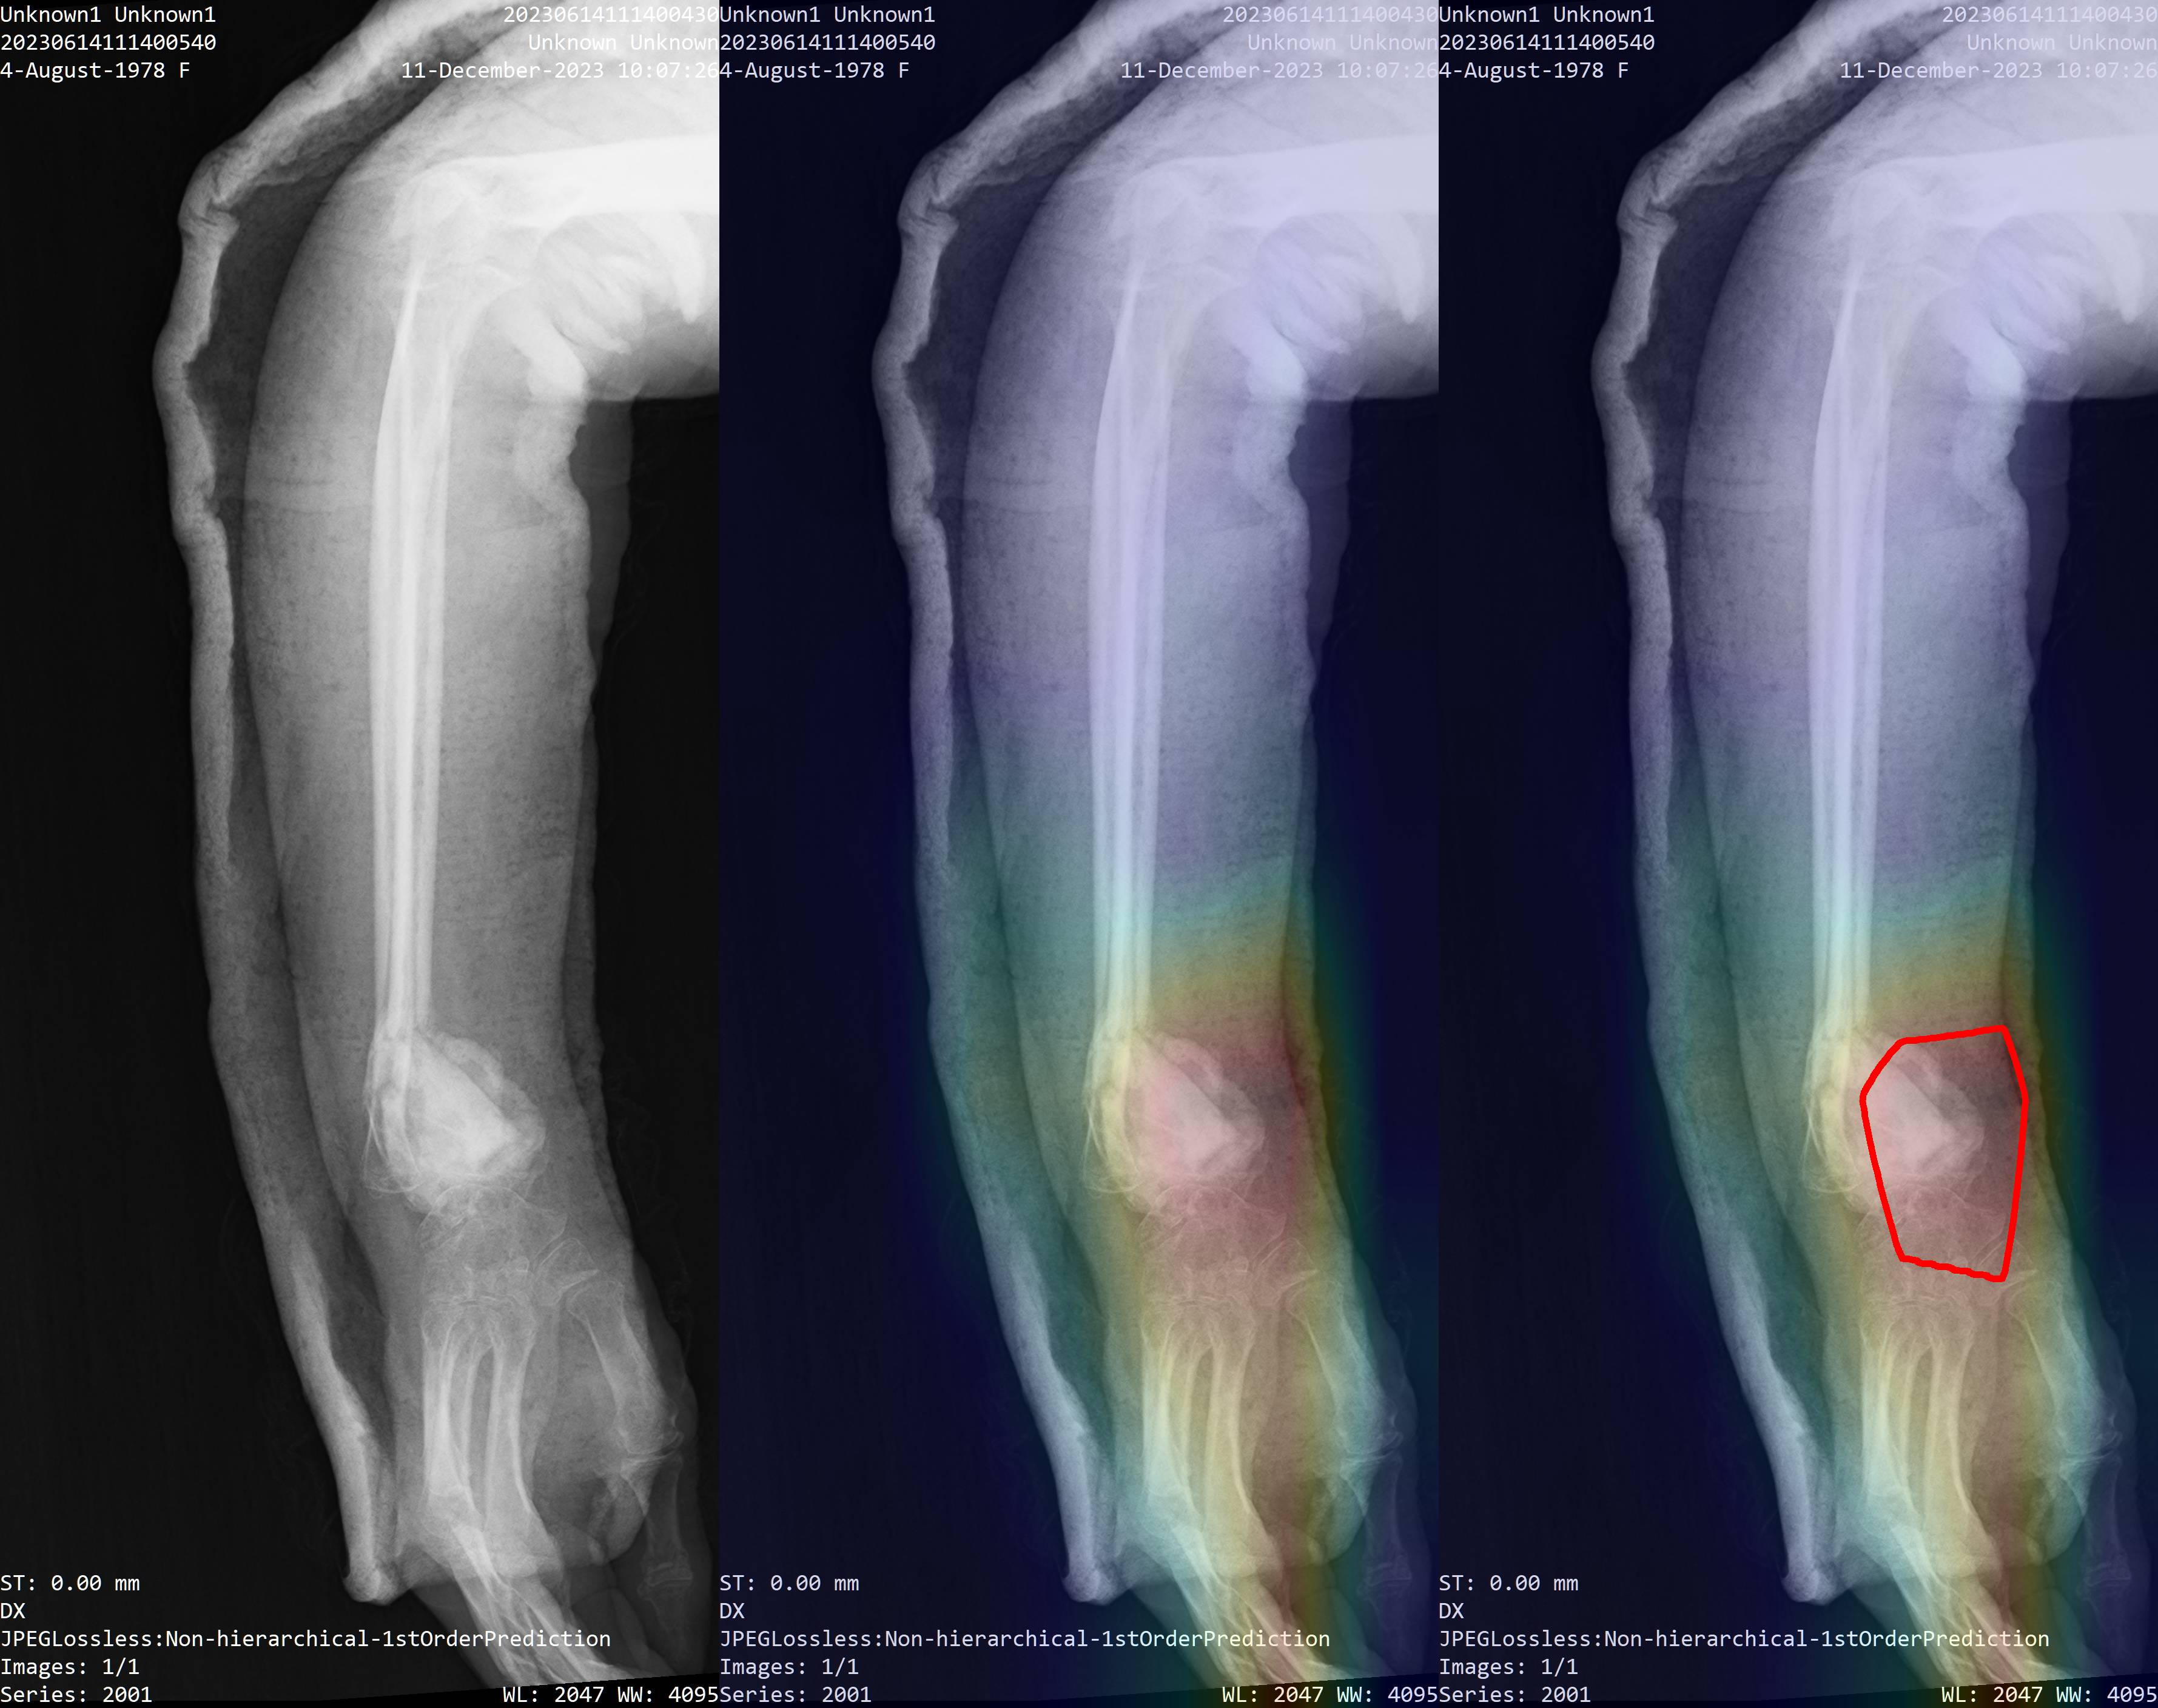 Unknown1 Unknown1
20230614111400540
4-August-1978 F
20230614111400430
Unknown Unknown
11-December-2023 10:07:26
ST: 0.00 mm
DX
JPEGLossless:Non-hierarchical-1stOrderPrediction
Images: 1/1
Series: 2001
WL: 2047 WW: 4095
Unknown1 Unknown1
20230614111400540
4-August-1978 F
20230614111400430
Unknown Unknown
11-December-2023 10:07:26
ST: 0.00 mm
DX
JPEGLossless:Non-hierarchical-1stOrderPrediction
Images: 1/1
Series: 2001
WL: 2047 WW: 4095
Unknown1 Unknown1
20230614111400540
4-August-1978 F
20230614111400430
Unknown Unknown
11-December-2023 10:07:26
ST: 0.00 mm
DX
JPEGLossless:Non-hierarchical-1stOrderPrediction
Images: 1/1
Series: 2001
WL: 2047 WW: 4095